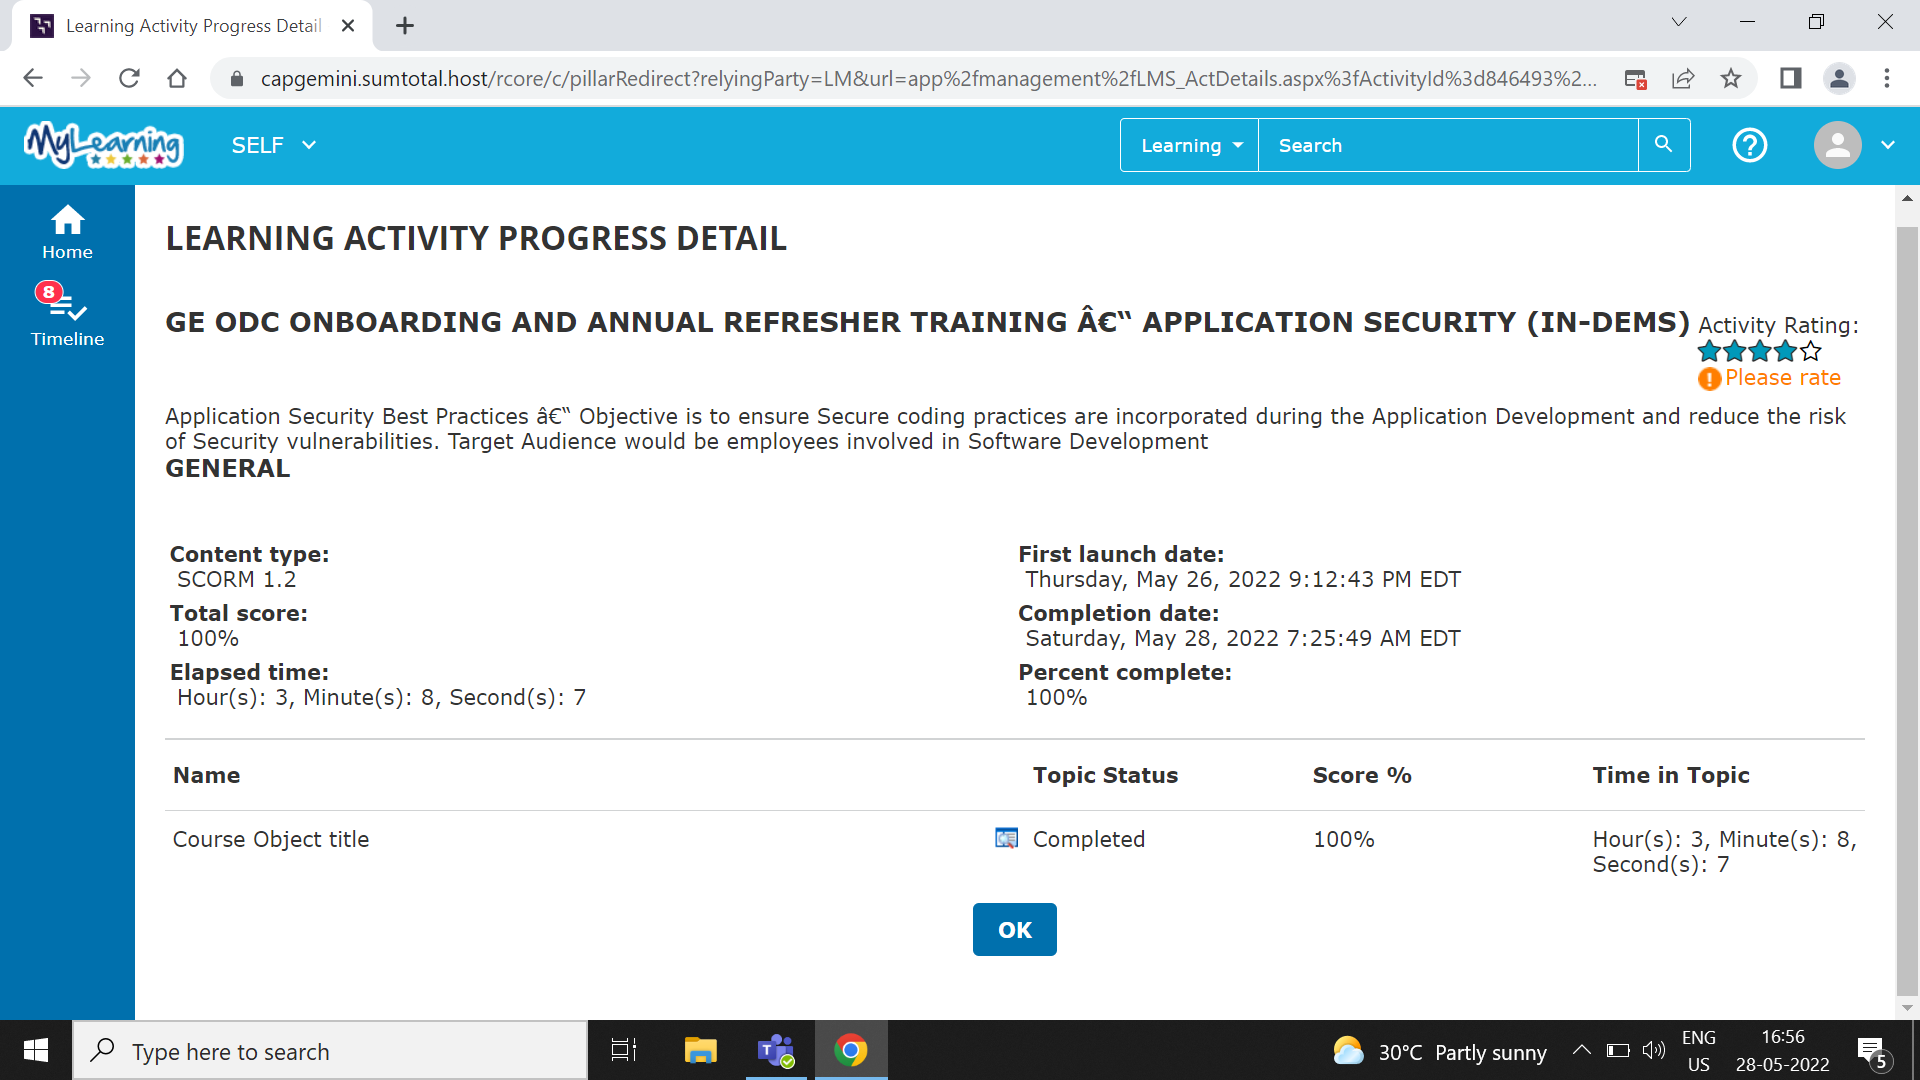 Learning Activity Progress Detail
capgemini.sumtotal.host/rcore/c/pillarRedirect?relyingParty=LM&url=app%2fmanagement%2fLMS_ActDetails.aspx%3fActivityId%3d846493%2...
MyLearning
SELF
Learning
Search
Home
8
Timeline
LEARNING ACTIVITY PROGRESS DETAIL
GE ODC ONBOARDING AND ANNUAL REFRESHER TRAINING â€“ APPLICATION SECURITY (IN-DEMS)
Activity Rating:
Please rate
Application Security Best Practices â€“ Objective is to ensure Secure coding practices are incorporated during the Application Development and reduce the risk
of Security vulnerabilities. Target Audience would be employees involved in Software Development
GENERAL
Content type:
SCORM 1.2
Total score:
100%
Elapsed time:
Hour(s): 3, Minute(s): 8, Second(s): 7
First launch date:
Thursday, May 26, 2022 9:12:43 PM EDT
Completion date:
Saturday, May 28, 2022 7:25:49 AM EDT
Percent complete:
100%
Name Topic Status Score % Time in Topic
Course Object title Completed 100% Hour(s): 3, Minute(s): 8,
Second(s): 7
OK
Type here to search
30°C Partly sunny
ENG
US
16:56
28-05-2022
5